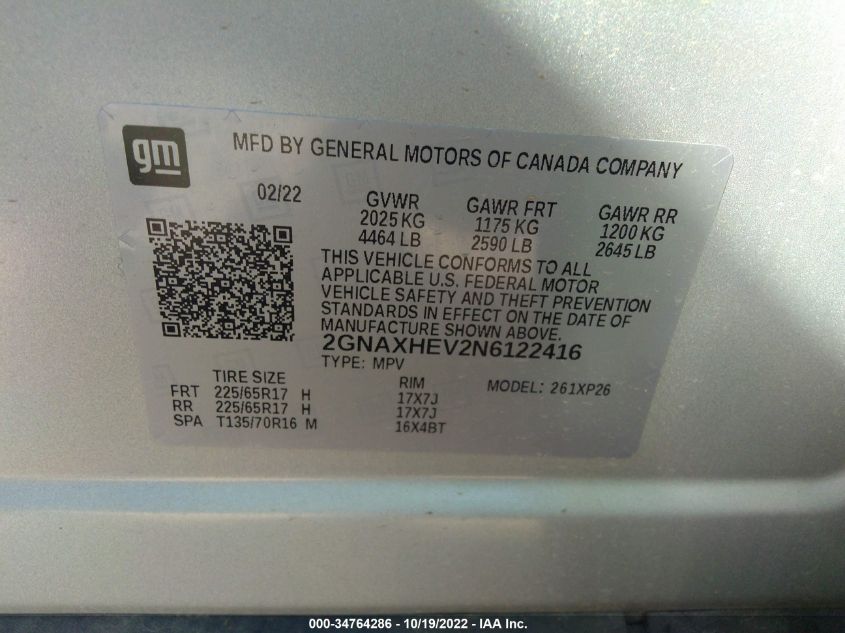 gm
MFD BY GENERAL MOTORS OF CANADA COMPANY
02/22
GVWR
2025 KG
4464 LB
GAWR FRT
1175 KG
2590 LB
GAWR RR
1200 KG
2645 LB
THIS VEHICLE CONFORMS TO ALL
APPLICABLE U.S. FEDERAL MOTOR
VEHICLE SAFETY AND THEFT PREVENTION
STANDARDS IN EFFECT ON THE DATE OF
MANUFACTURE SHOWN ABOVE.
2GNAXHEV2N6122416
TYPE: MPV
TIRE SIZE RIM MODEL: 261XP26
FRT 225/65R17 H 17X7J
RR 225/65R17 H 17X7J
SPA T135/70R16 M 16X4BT
000-34764286 - 10/19/2022 - IAA Inc.